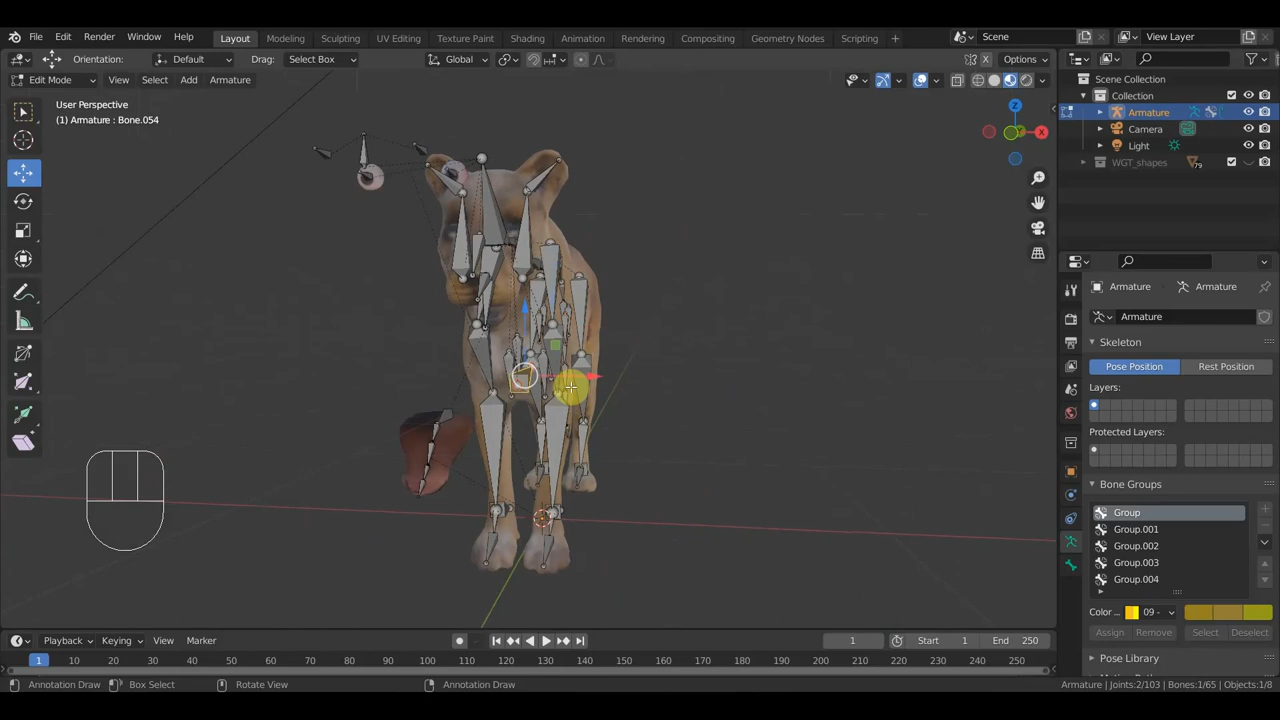 File Edit Render Window Help Layout Modeling Sculpting UV Editing Texture Paint Shading Animation Rendering Compositing Geometry Nodes Scripting + Scene View Layer
Orientation: Default Drag: Select Box Global X Options
Edit Mode View Select Add Armature
User Perspective
(1) Armature : Bone.054
Z
X
Scene Collection
Collection
Armature
Camera
Light
WGT_shapes 79
Armature Armature
Armature
Skeleton
Pose Position Rest Position
Layers:
Protected Layers:
Bone Groups
Group
Group.001
Group.002
Group.003
Group.004
Color ... 09 -
Assign Remove Select Deselect
Pose Library
Playback Keying View Marker 1 Start 1 End 250
1 10 20 30 40 50 60 70 80 90 100 110 120 130 140 150 160 170 180 190 200 210 220 230 240 250
Annotation Draw Box Select Rotate View Annotation Draw Armature | Joints:2/103 | Bones:1/65 | Objects:1/8